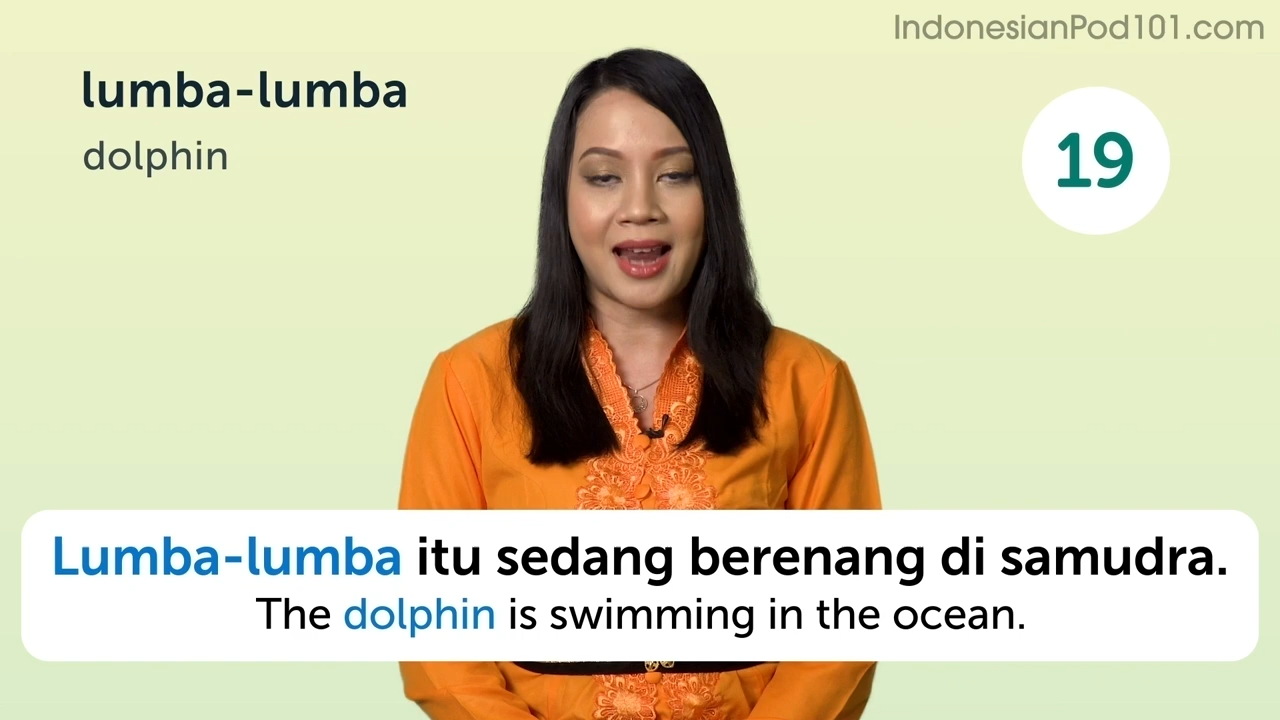 IndonesianPod101.com
lumba-lumba
dolphin
19
Lumba-lumba itu sedang berenang di samudra.
The dolphin is swimming in the ocean.